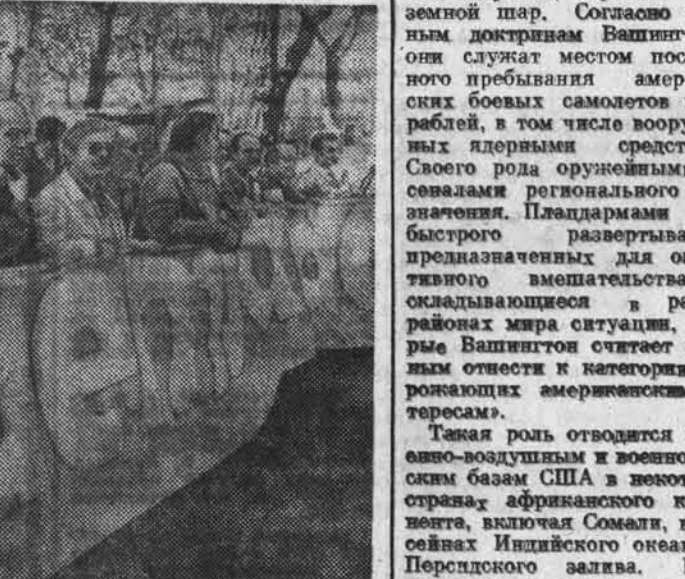 земной шар. Согласно
ным доктринам Вашинг
они служат местом пос
ного пребывания амер
ских боевых самолетов
раблей, в том числе воору
ных ядерными средст
Своего рода оружейным
сеналами регионального
значения. Плацдармами
быстрого развертыва
предназначенных для оп
тивного вмешательства
складывающиеся в ра
районах мира ситуации,
рые Вашингтон считает
ным отнести к категории
рожающих американским
тересам».
Такая роль отводится
енно-воздушным и военно
ским базам США в некот
странах африканского к
нента, включая Сомали, в
сейнах Индийского океан
Персидского залива.